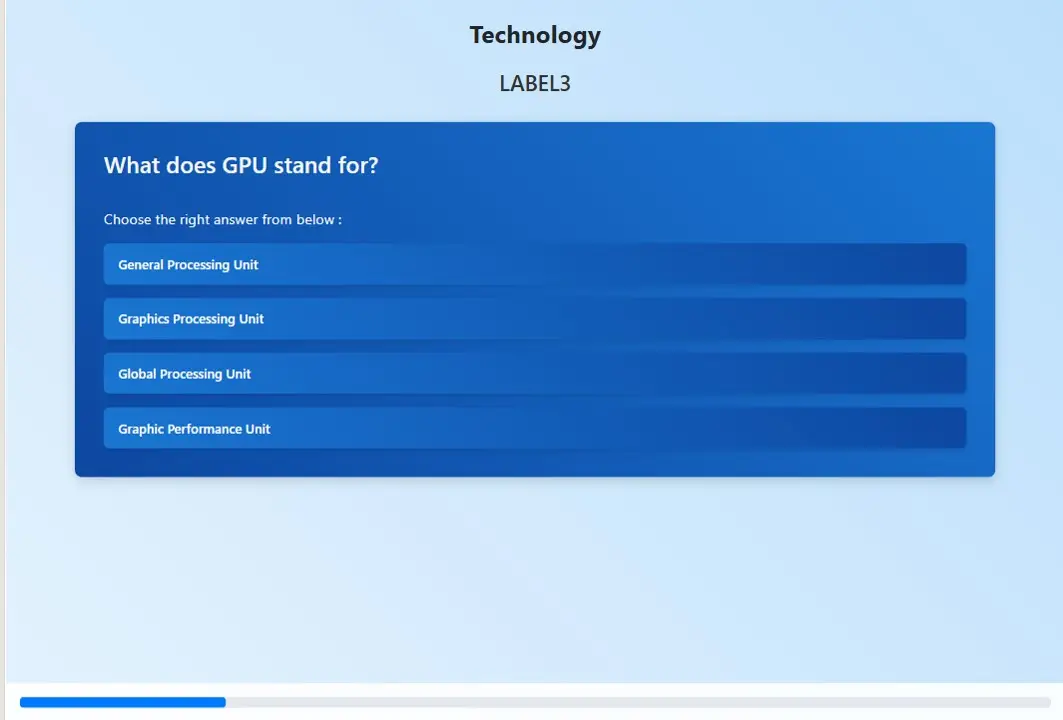 Technology
LABEL3
What does GPU stand for?
Choose the right answer from below :
General Processing Unit
Graphics Processing Unit
Global Processing Unit
Graphic Performance Unit